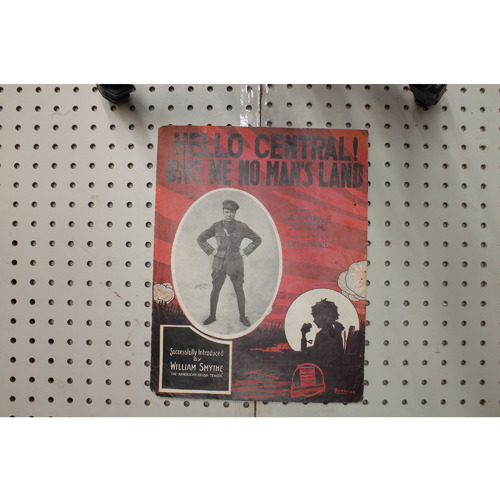 HELLO CENTRAL!
GIVE ME NO MAN'S LAND
Successfully Introduced
by
WILLIAM SMYTHE
THE AMERICAN IRISH TENOR